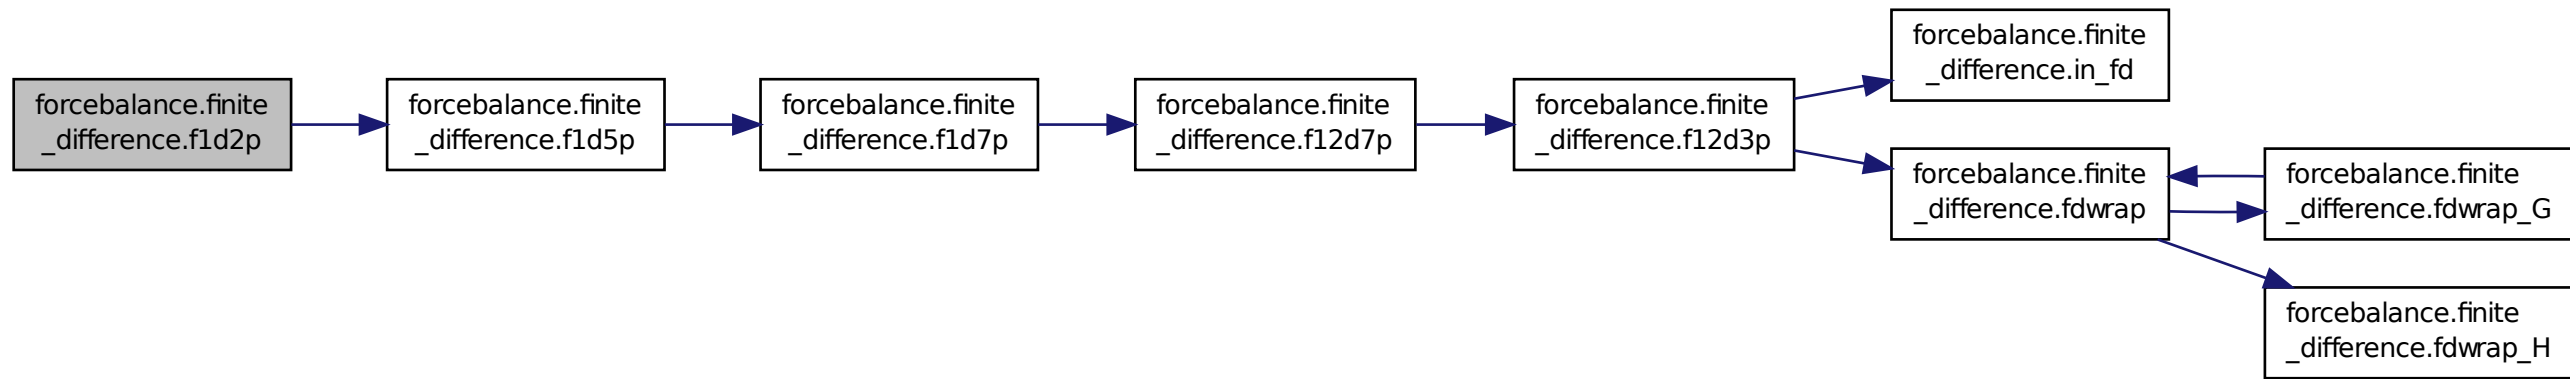 forcebalance.finite
_difference.f1d2p
forcebalance.finite
_difference.f1d5p
forcebalance.finite
_difference.f1d7p
forcebalance.finite
_difference.f12d7p
forcebalance.finite
_difference.f12d3p
forcebalance.finite
_difference.in_fd
forcebalance.finite
_difference.fdwrap
forcebalance.finite
_difference.fdwrap_G
forcebalance.finite
_difference.fdwrap_H